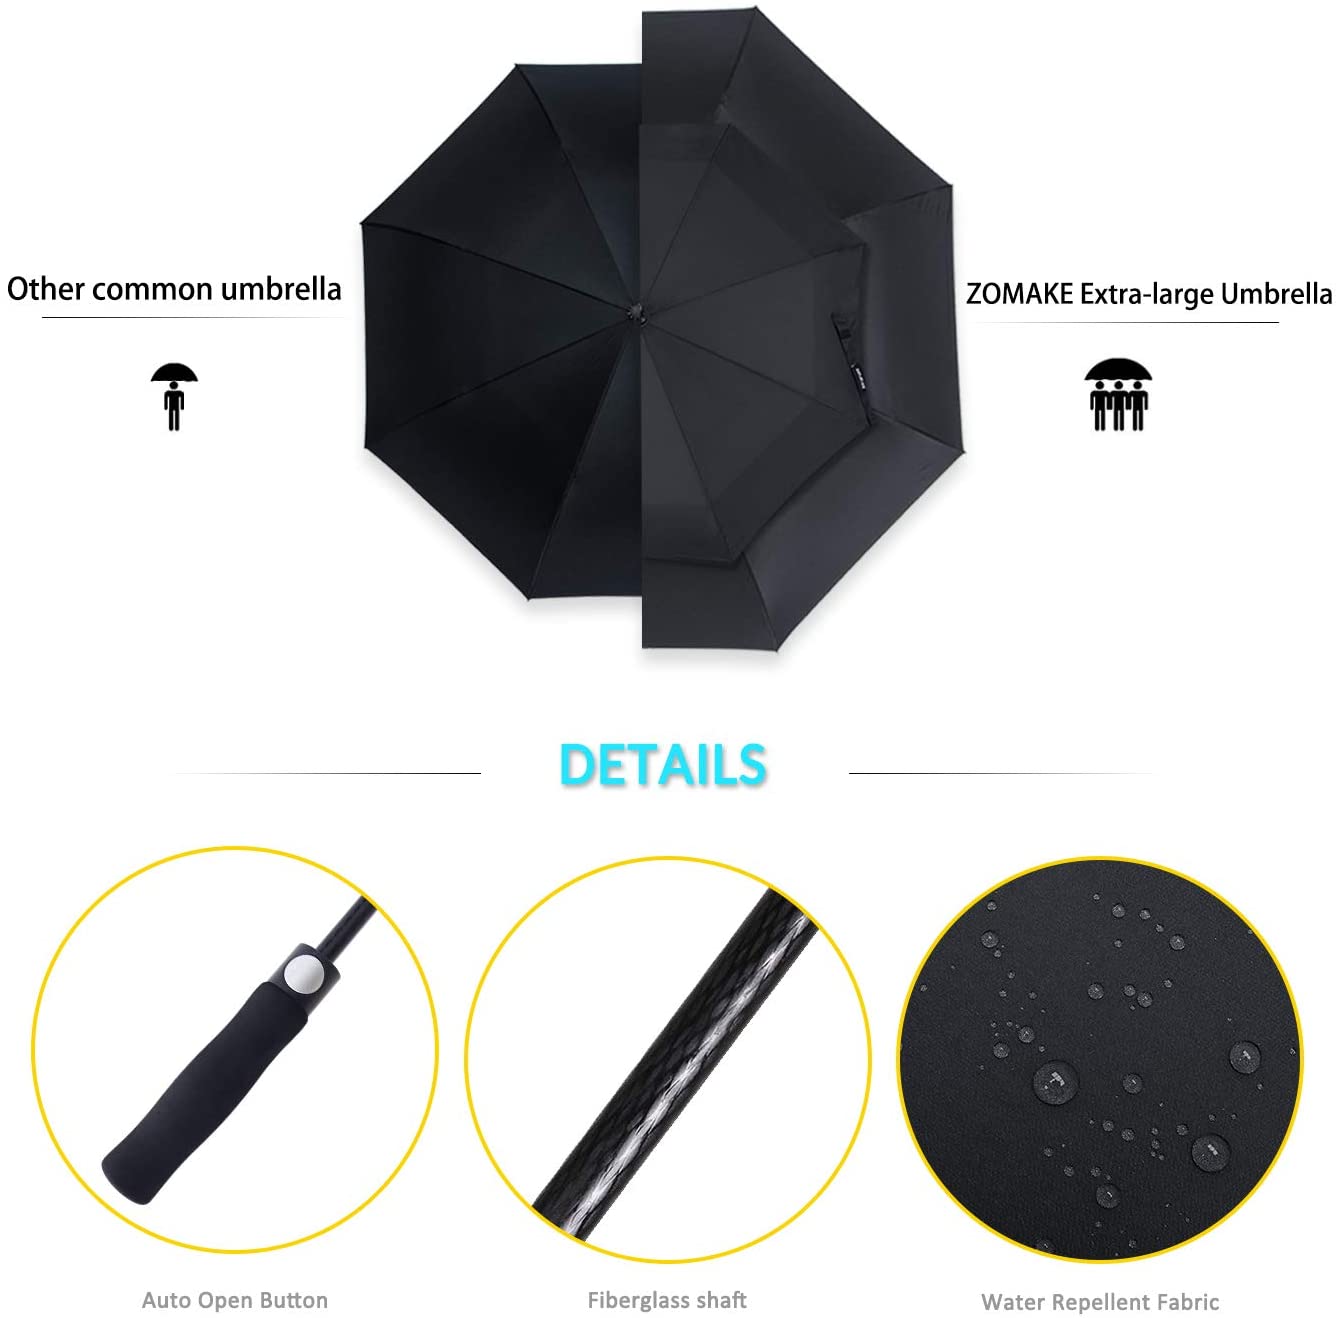 Other common umbrella
ZOMAKE Extra-large Umbrella
DETAILS
Auto Open Button
Fiberglass shaft
Water Repellent Fabric